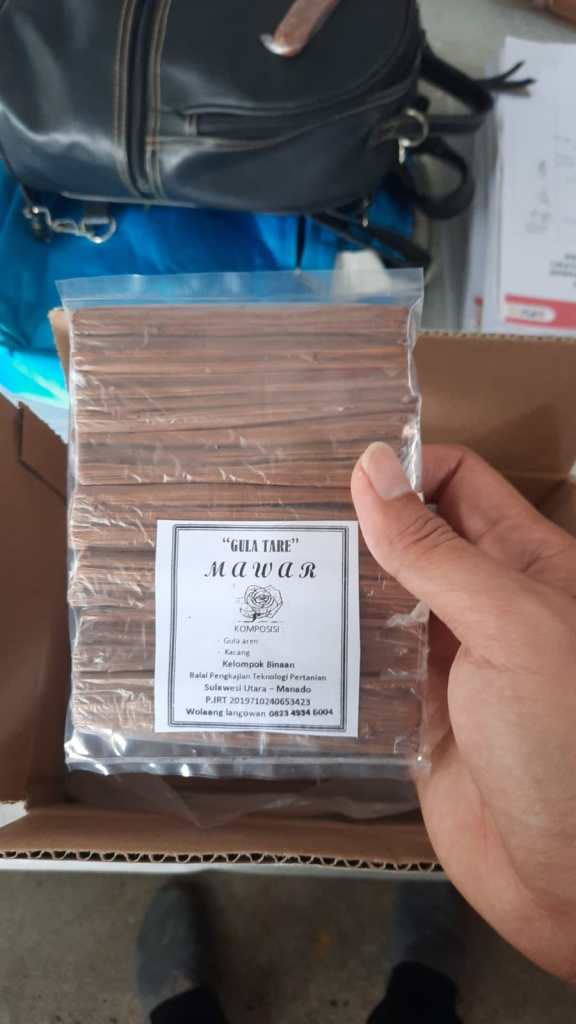 "GULA TARE"
MAWAR
KOMPOSISI :
- Gula aren
- Kacang
Kelompok Binaan
Balai Pengkajian Teknologi Pertanian
Sulawesi Utara – Manado
P.IRT 2019710240653423
Wolaang langowan 0823 4934 6004